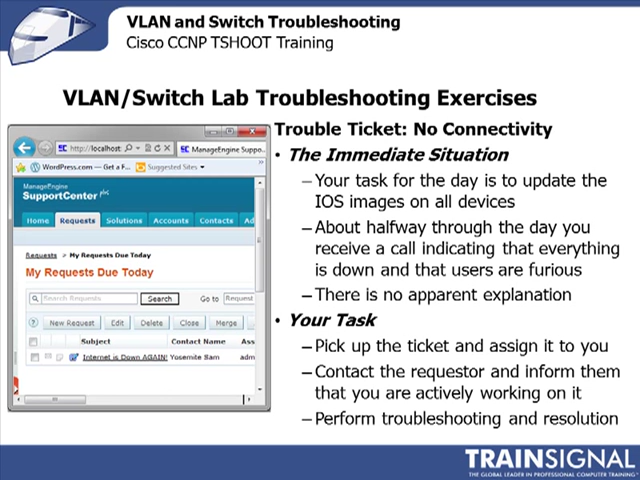 VLAN and Switch Troubleshooting
Cisco CCNP TSHOOT Training
VLAN/Switch Lab Troubleshooting Exercises
http://localhost:
ManageEngine Suppo...
WordPress.com — Get a F...
Suggested Sites
ManageEngine
SupportCenter plus
Home Requests Solutions Accounts Contacts Ad
Requests > My Requests Due Today
My Requests Due Today
Search Requests Search Go to Request
New Request Edit Delete Close Merge
Subject Contact Name Ass
Internet is Down AGAIN! Yosemite Sam adm
Trouble Ticket: No Connectivity
• The Immediate Situation
– Your task for the day is to update the
IOS images on all devices
– About halfway through the day you
receive a call indicating that everything
is down and that users are furious
– There is no apparent explanation
• Your Task
– Pick up the ticket and assign it to you
– Contact the requestor and inform them
that you are actively working on it
– Perform troubleshooting and resolution
TRAINSIGNAL
THE GLOBAL LEADER IN PROFESSIONAL COMPUTER TRAINING